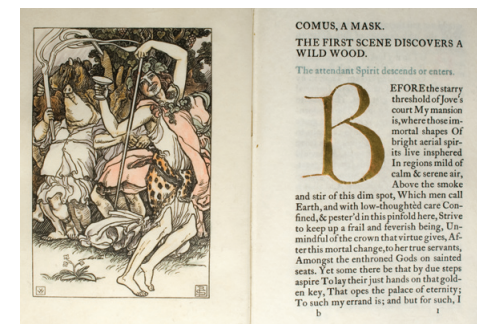 COMUS, A MASK.
THE FIRST SCENE DISCOVERS A
WILD WOOD.
The attendant Spirit descends or enters.
BEFORE the starry
threshold of Jove's
court My mansion
is, where those im-
mortal shapes Of
bright aerial spir-
its live insphered
In regions mild of
calm & serene air,
Above the smoke
and stir of this dim spot, Which men call
Earth, and with low-thoughtèd care Con-
fined, & pester'd in this pinfold here, Strive
to keep up a frail and feverish being, Un-
mindful of the crown that virtue gives, Af-
ter this mortal change, to her true servants,
Amongst the enthroned Gods on sainted
seats. Yet some there be that by due steps
aspire To lay their just hands on that gold-
en key, That opes the palace of eternity;
To such my errand is; and but for such, I
b 1